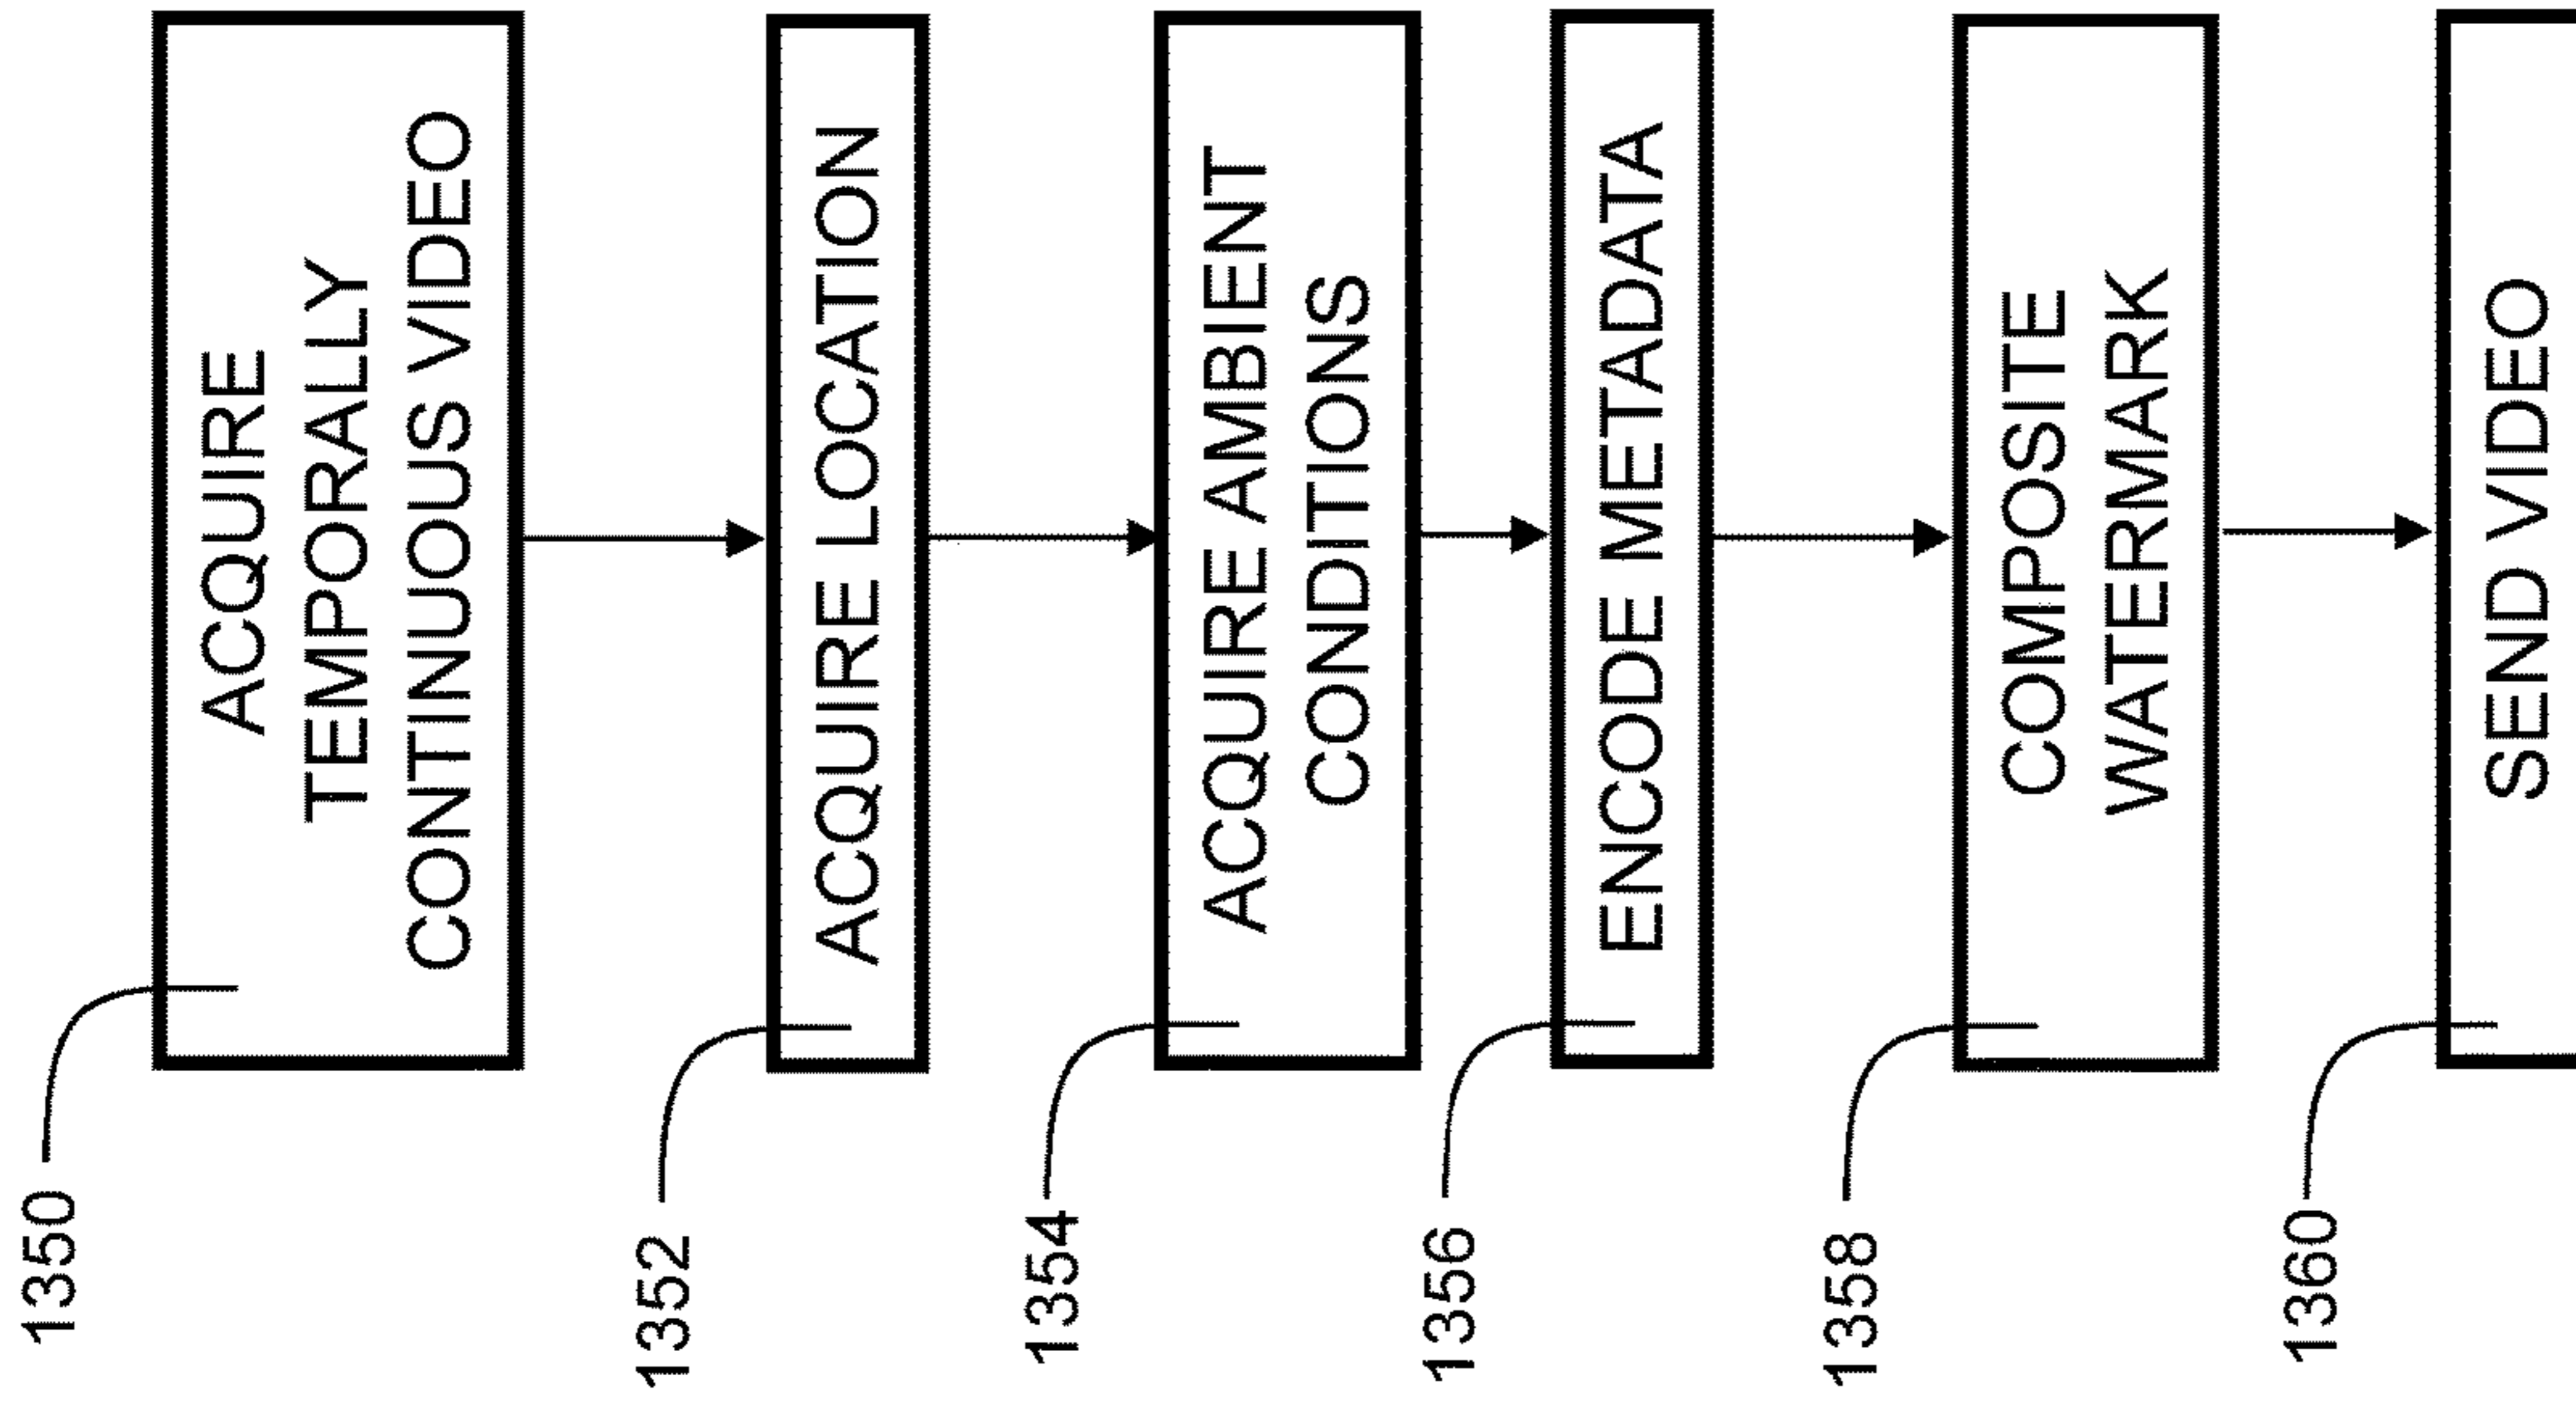 1350
ACQUIRE
TEMPORALLY
CONTINUOUS VIDEO
1352
ACQUIRE LOCATION
1354
ACQUIRE AMBIENT
CONDITIONS
1356
ENCODE METADATA
1358
COMPOSITE
WATERMARK
1360
SEND VIDEO